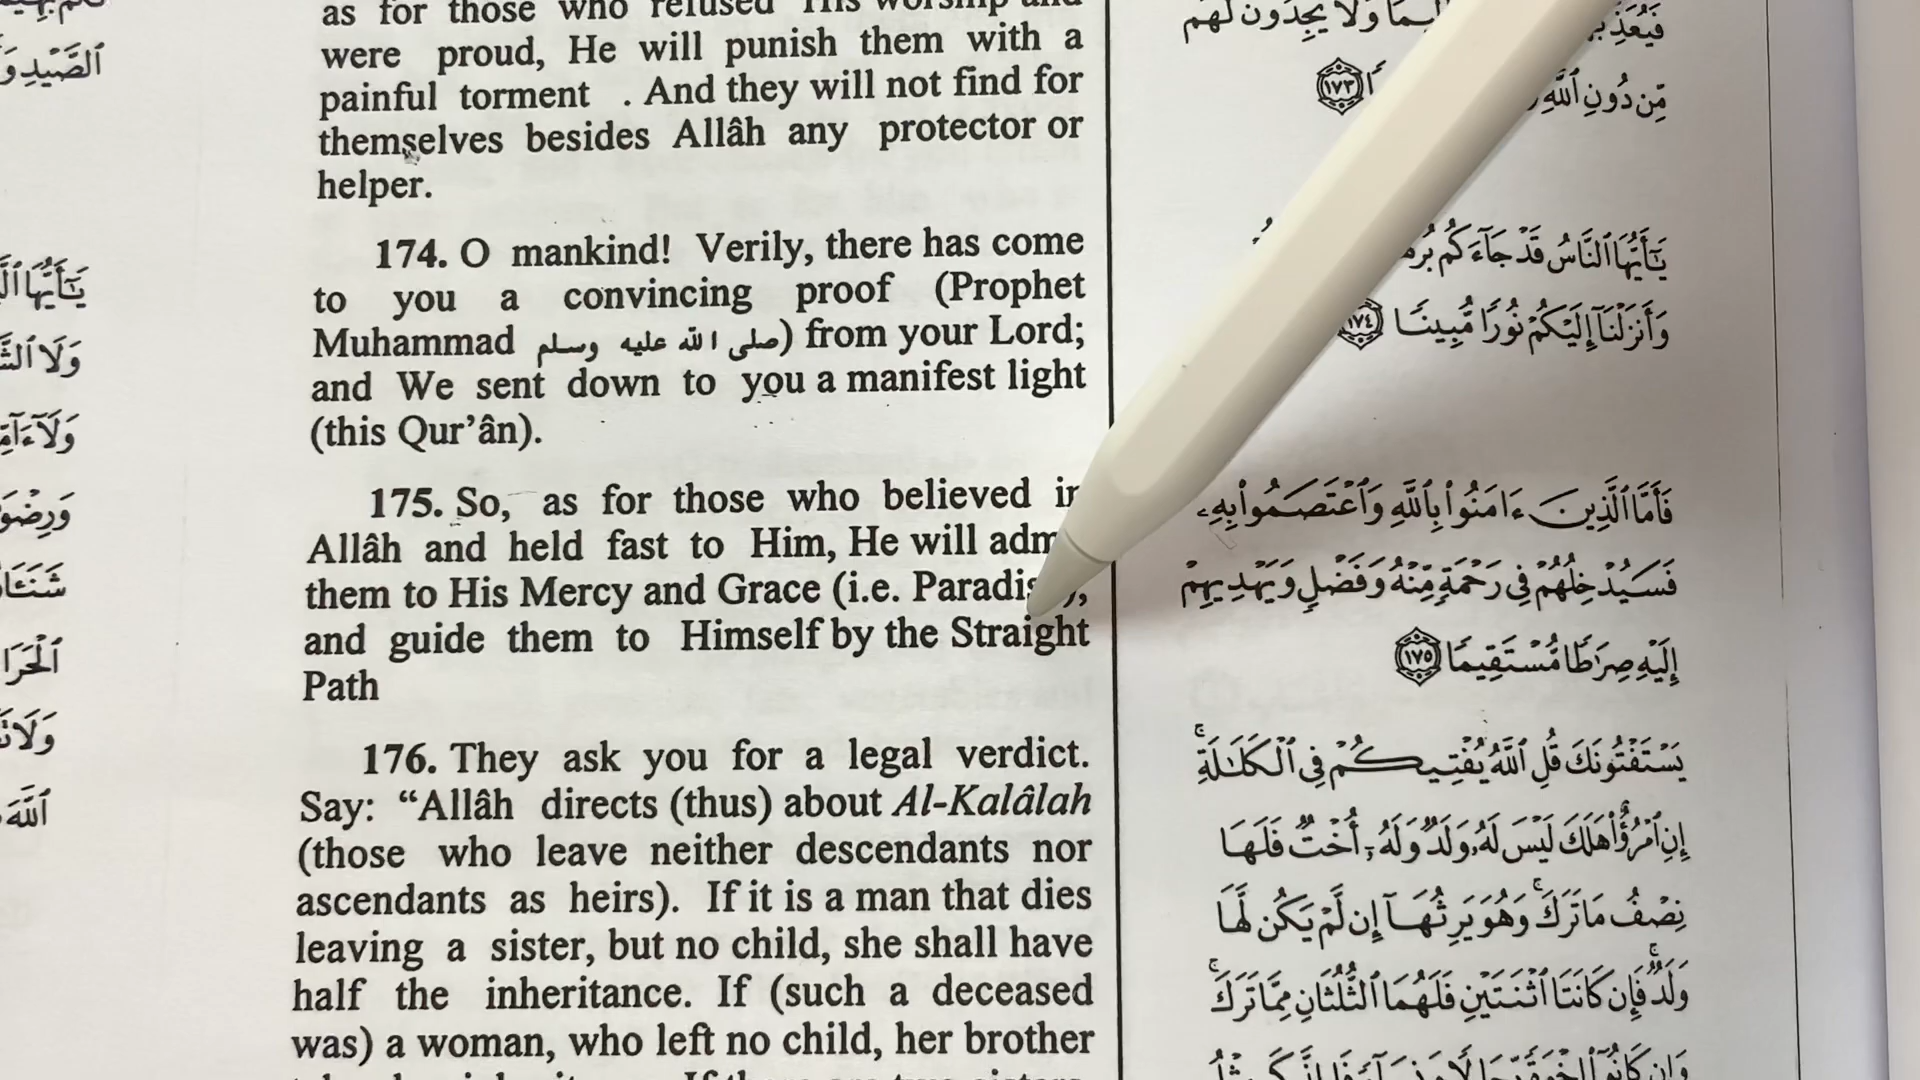 as for those who refused His worship and
were proud, He will punish them with a
painful torment . And they will not find for
themselves besides Allâh any protector or
helper.
174. O mankind! Verily, there has come
to you a convincing proof (Prophet
Muhammad صلى الله عليه وسلم) from your Lord;
and We sent down to you a manifest light
(this Qur’ân).
175. So, as for those who believed in
Allâh and held fast to Him, He will
them to His Mercy and Grace (i.e.
and guide them to Himself by the Straight
Path
176. They ask you for a legal verdict.
Say: “Allâh directs (thus) about Al-Kalâlah
(those who leave neither descendants nor
ascendants as heirs). If it is a man that dies
leaving a sister, but no child, she shall have
half the inheritance. If (such a deceased
was) a woman, who left no child, her brother
وَلَا يَجِدُونَ لَهُم
مِّن دُونِ ٱللَّهِ ١٧٣
يَٰٓأَيُّهَا ٱلنَّاسُ قَدْ جَآءَكُم
وَأَنزَلْنَآ إِلَيْكُمْ نُورًا مُّبِينًا ١٧٤
فَأَمَّا ٱلَّذِينَ ءَامَنُوا۟ بِٱللَّهِ وَٱعْتَصَمُوا۟ بِهِۦ
فَسَيُدْخِلُهُمْ فِى رَحْمَةٍ مِّنْهُ وَفَضْلٍ وَيَهْدِيهِمْ
إِلَيْهِ صِرَٰطًا مُّسْتَقِيمًا ١٧٥
يَسْتَفْتُونَكَ قُلِ ٱللَّهُ يُفْتِيكُمْ فِى ٱلْكَلَٰلَةِ ۚ
إِنِ ٱمْرُؤٌا۟ هَلَكَ لَيْسَ لَهُۥ وَلَدٌ وَلَهُۥٓ أُخْتٌ فَلَهَا
نِصْفُ مَا تَرَكَ ۚ وَهُوَ يَرِثُهَآ إِن لَّمْ يَكُن لَّهَا
وَلَدٌ ۚ فَإِن كَانَتَا ٱثْنَتَيْنِ فَلَهُمَا ٱلثُّلُثَانِ مِمَّا تَرَكَ ۚ